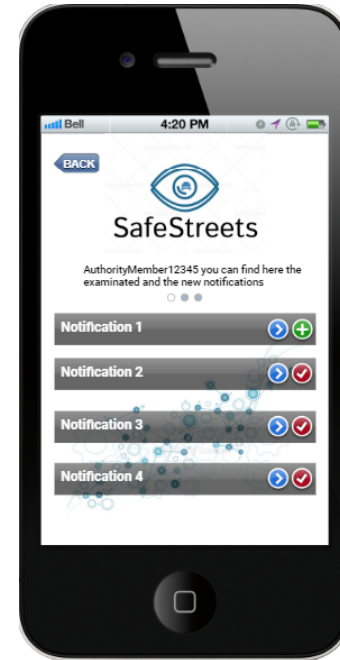 Bell 4:20 PM
BACK
SafeStreets
AuthorityMember12345 you can find here the
examinated and the new notifications
Notification 1
Notification 2
Notification 3
Notification 4